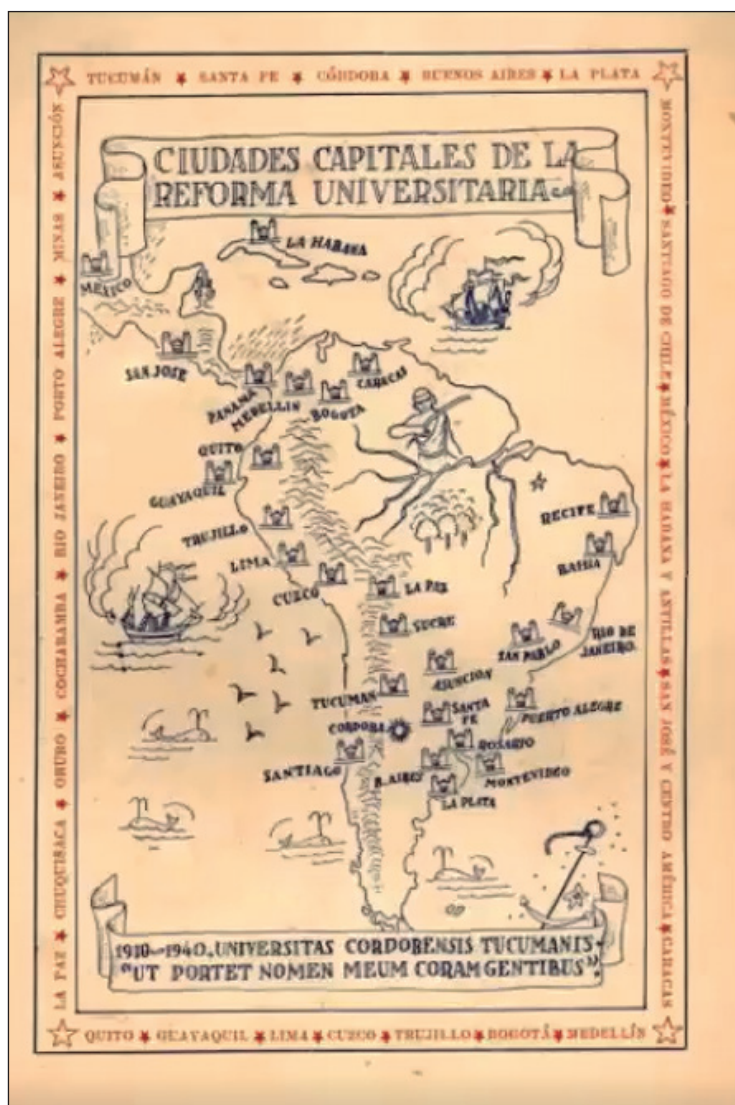 TUCUMÁN ★ SANTA FE ★ CÓRDOBA ★ BUENOS AIRES ★ LA PLATA
MONTEVIDEO ★ SANTIAGO DE CHILE ★ MÉXICO ★ LA HABANA Y ANTILLAS ★ SAN JOSÉ Y CENTRO AMÉRICA ★ CARACAS
LA PAZ ★ CHUQUISACA ★ ORURO ★ COCHABAMBA ★ RIO JANEIRO ★ PORTO ALEGRE ★ MINAS ★ ASUNCIÓN
CIUDADES CAPITALES DE LA
REFORMA UNIVERSITARIA
LA HABANA
MÉXICO
SAN JOSE
PANAMA
MEDELLIN
BOGOTA
CARACAS
QUITO
GUAYAQUIL
TRUJILLO
LIMA
CUZCO
LA PAZ
SUCRE
RECIFE
BAHIA
RIO DE
JANEIRO
SAN PABLO
ASUNCION
TUCUMAN
SANTA
FE
PUERTO ALEGRE
CORDOBA
ROSARIO
SANTIAGO
B. AIRES
MONTEVIDEO
LA PLATA
1918-1940. UNIVERSITAS CORDOBENSIS TUCUMANIS-
"UT PORTET NOMEN MEUM CORAM GENTIBUS".
QUITO ★ GUAYAQUIL ★ LIMA ★ CUZCO ★ TRUJILLO ★ BOGOTÁ ★ MEDELLÍN